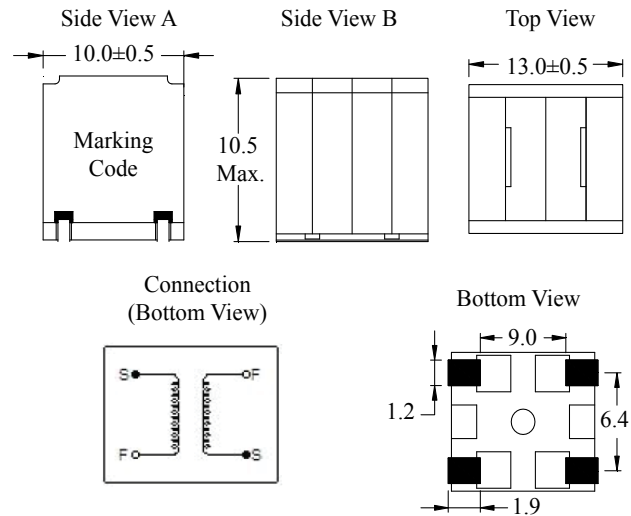 Side View A
Side View B
Top View
10.0±0.5
13.0±0.5
Marking
Code
10.5
Max.
Connection
(Bottom View)
Bottom View
S
F
F
S
9.0
1.2
6.4
1.9